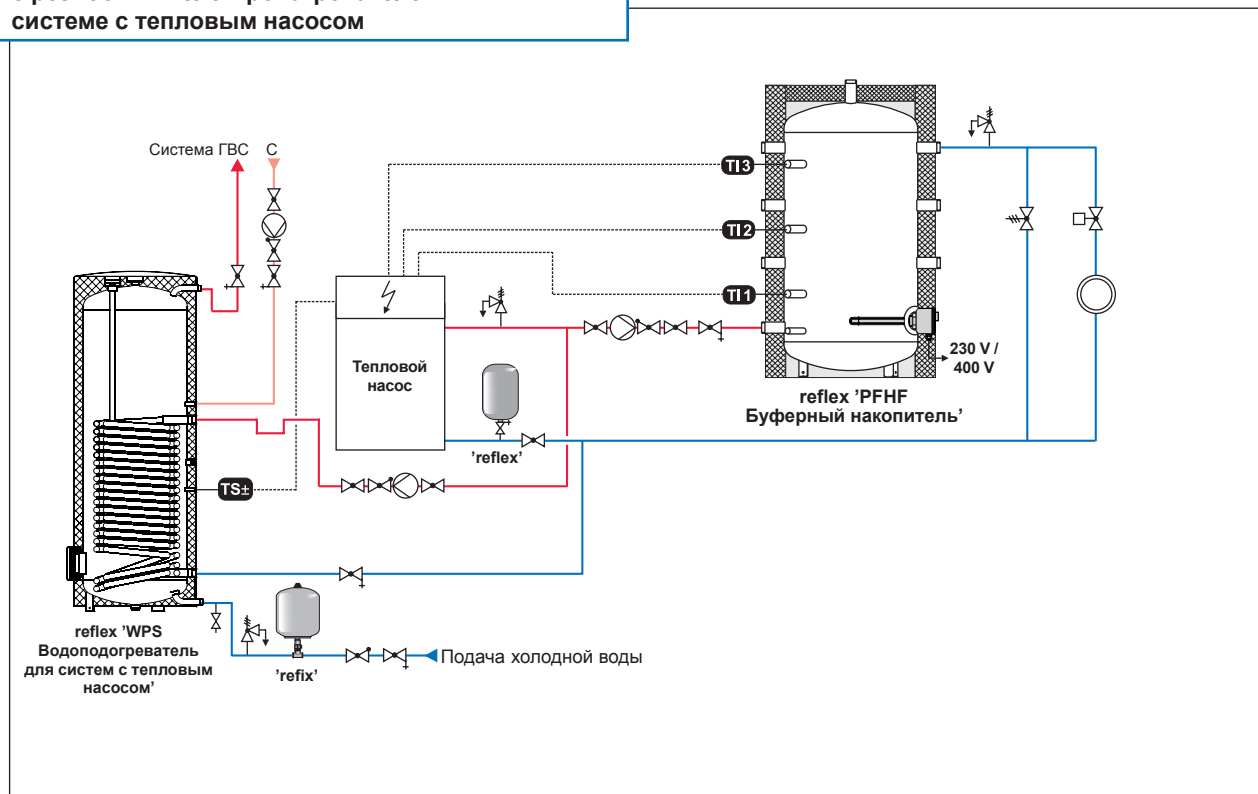 системе с тепловым насосом
Система ГВС С
TI3
TI2
TI1
TS±
Тепловой
насос
'reflex'
230 V /
400 V
reflex 'PFHF
Буферный накопитель'
reflex 'WPS
Водоподогреватель
для систем с тепловым
насосом'
'refix'
Подача холодной воды